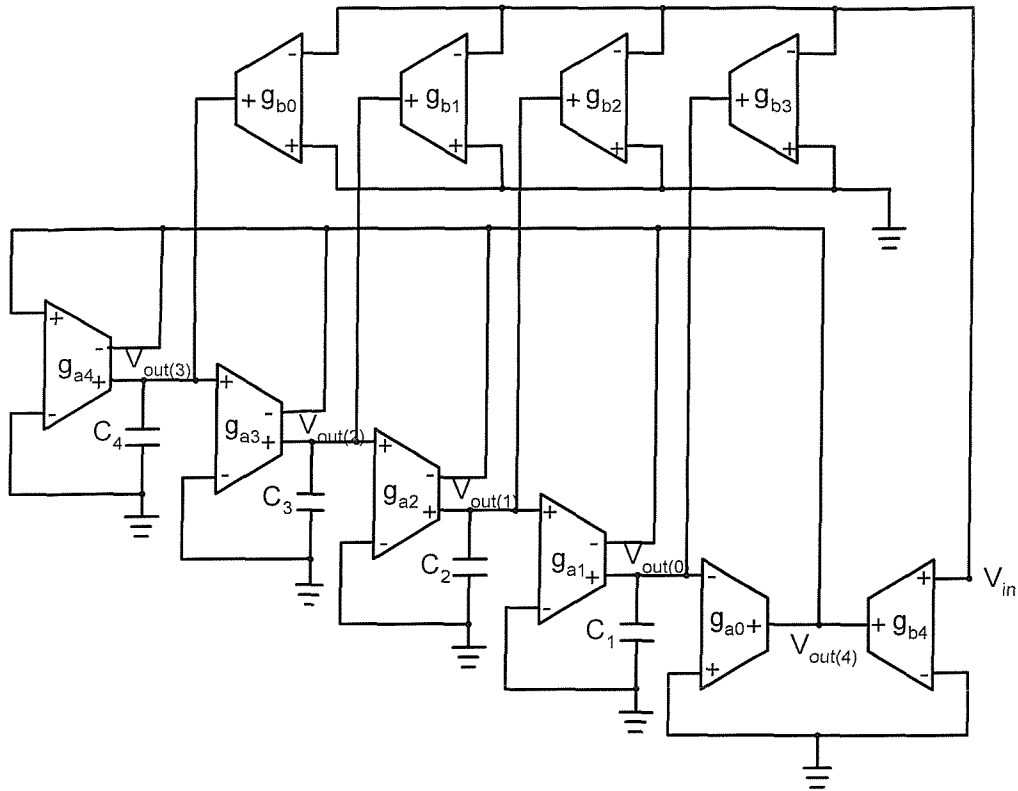 - - - -
+ g_b0 + g_b1 + g_b2 + g_b3
+ + + +
+
- V_out(3)
g_a4 +
-
C_4
+
- V_out(2)
g_a3 +
-
C_3
+
- V_out(1)
g_a2 +
-
C_2
+
- V_out(0)
g_a1 +
-
C_1
-
g_a0 +
+
V_out(4)
+
+ g_b4
-
V_in